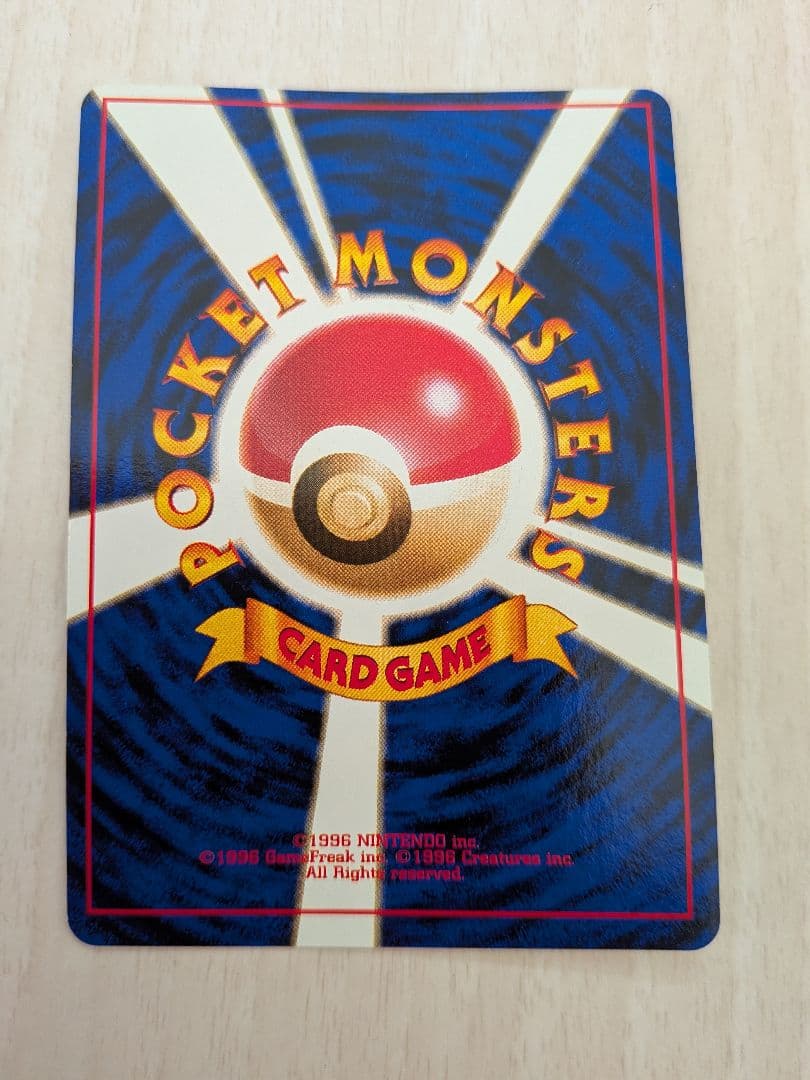 POCKET MONSTERS
CARD GAME
©1996 NINTENDO inc.
©1996 GameFreak inc. ©1996 Creatures inc.
All Rights reserved.